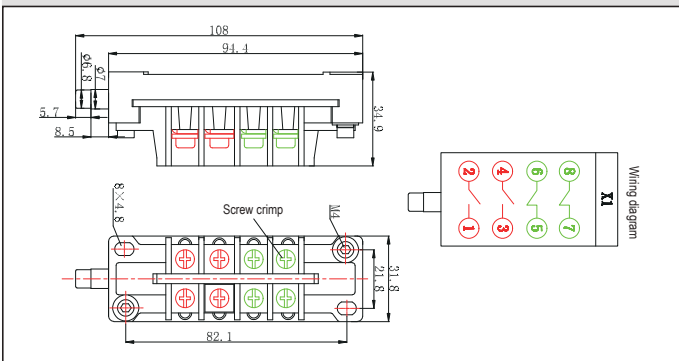 108
94.4
φ6.8
φ7
5.7
8.5
34.9
Wiring diagram
2 4 6 8
X1
1 3 5 7
Screw crimp
8×4.8
M4
21.8
31.8
82.1